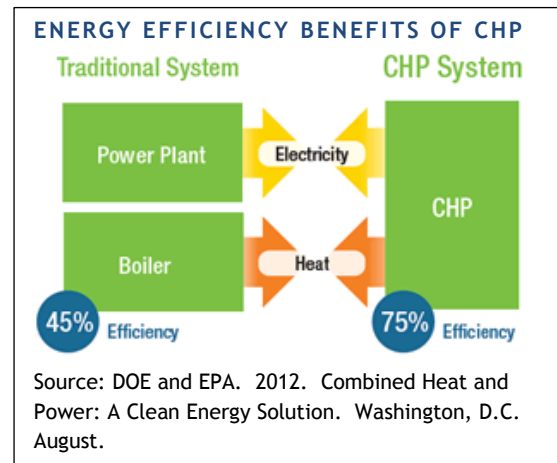 ENERGY EFFICIENCY BENEFITS OF CHP
Traditional System
CHP System
Power Plant
Electricity
CHP
Boiler
Heat
45% Efficiency
75% Efficiency
Source: DOE and EPA. 2012. Combined Heat and
Power: A Clean Energy Solution. Washington, D.C.
August.